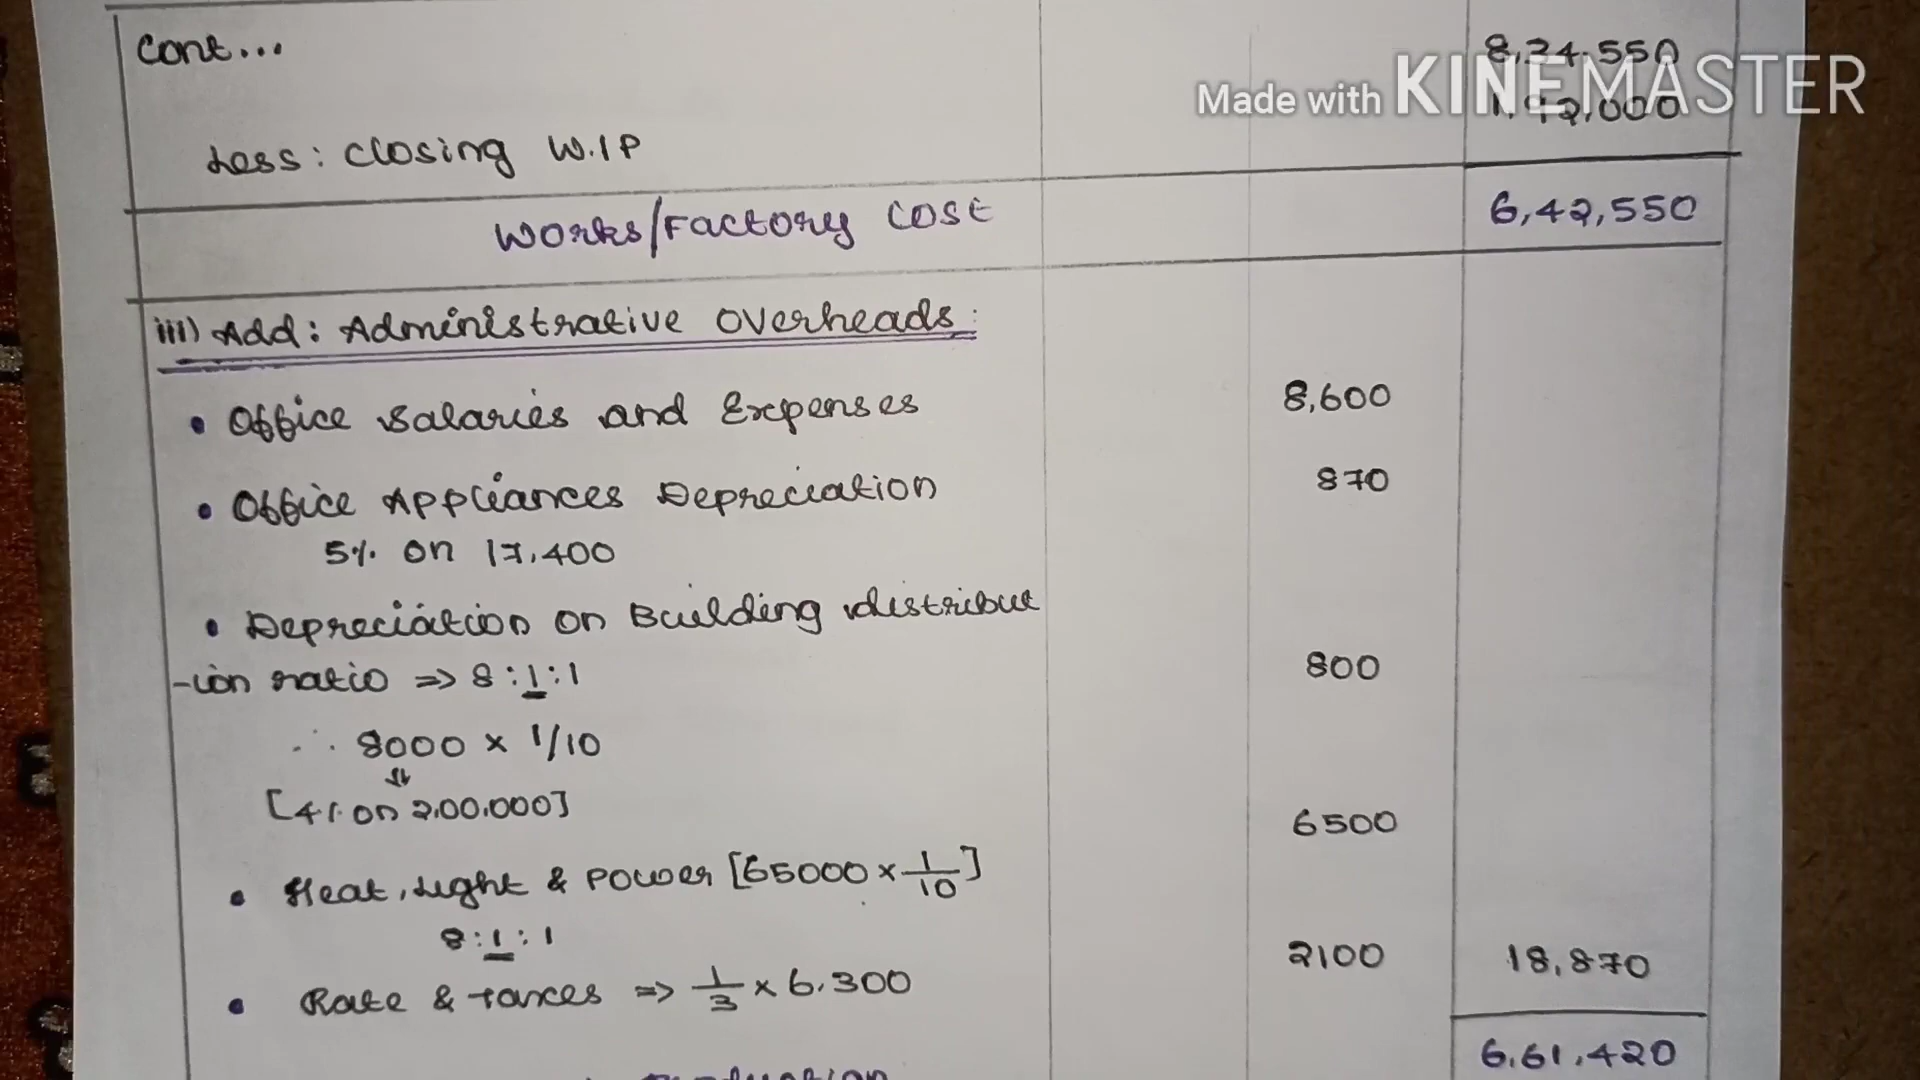 Cont...
8,34,550
Made with KINEMASTER
1,92,000
Less: Closing W.I.P
Works/Factory Cost 6,42,550
iii) Add: Administrative Overheads:
• Office Salaries and Expenses 8,600
• Office Appliances Depreciation 870
5% on 17,400
• Depreciation on Building distribut
-ion ratio => 8:1:1 800
∴ 8000 x 1/10
[4% on 2,00,000]
6500
• Heat, Light & Power [65000 x 1/10]
8:1:1
2100 18,870
• Rate & taxes => 1/3 x 6,300
6,61,420